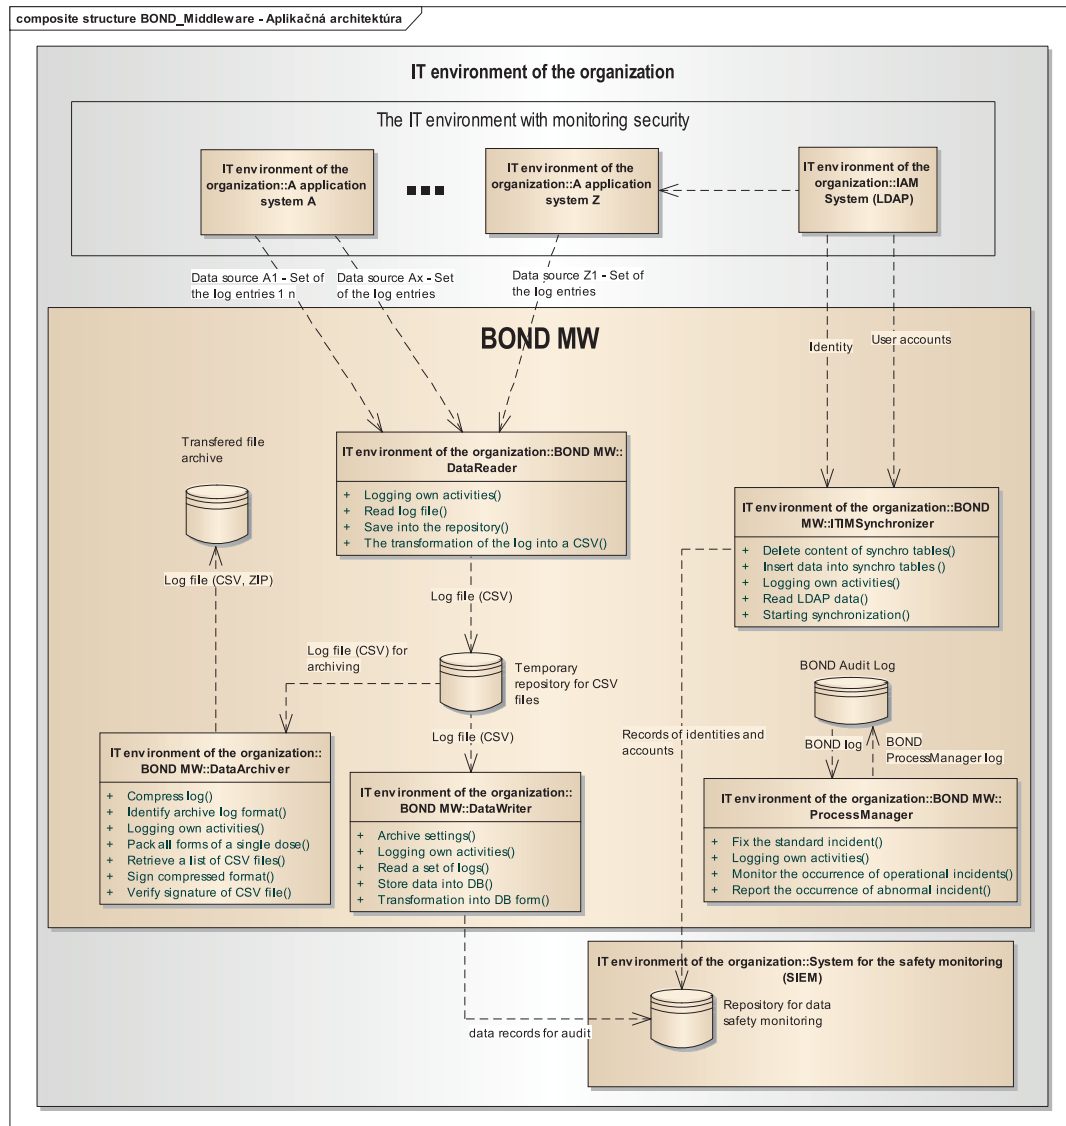 composite structure BOND_Middleware - Aplikačná architektúra
IT environment of the organization
The IT environment with monitoring security
IT environment of the
organization::A application
system A
IT environment of the
organization::A application
system Z
IT environment of the
organization::IAM
System (LDAP)
Data source A1 - Set of
the log entries 1 n
Data source Ax - Set
of the log entries
Data source Z1 - Set of
the log entries
BOND MW
Identity
User accounts
Transfered file
archive
IT environment of the organization::BOND MW::
DataReader
+ Logging own activities()
+ Read log file()
+ Save into the repository()
+ The transformation of the log into a CSV()
IT environment of the organization::BOND
MW::ITIMSynchronizer
+ Delete content of synchro tables()
+ Insert data into synchro tables ()
+ Logging own activities()
+ Read LDAP data()
+ Starting synchronization()
Log file (CSV, ZIP)
Log file (CSV)
Log file (CSV) for
archiving
Temporary
repository for CSV
files
BOND Audit Log
Log file (CSV)
Records of identities and
accounts
BOND log
BOND
ProcessManager log
IT environment of the organization::
BOND MW::DataArchiver
+ Compress log()
+ Identify archive log format()
+ Logging own activities()
+ Pack all forms of a single dose()
+ Retrieve a list of CSV files()
+ Sign compressed format()
+ Verify signature of CSV file()
IT environment of the organization::
BOND MW::DataWriter
+ Archive settings()
+ Logging own activities()
+ Read a set of logs()
+ Store data into DB()
+ Transformation into DB form()
IT environment of the organization::BOND MW::
ProcessManager
+ Fix the standard incident()
+ Logging own activities()
+ Monitor the occurrence of operational incidents()
+ Report the occurrence of abnormal incident()
IT environment of the organization::System for the safety monitoring
(SIEM)
Repository for data
safety monitoring
data records for audit